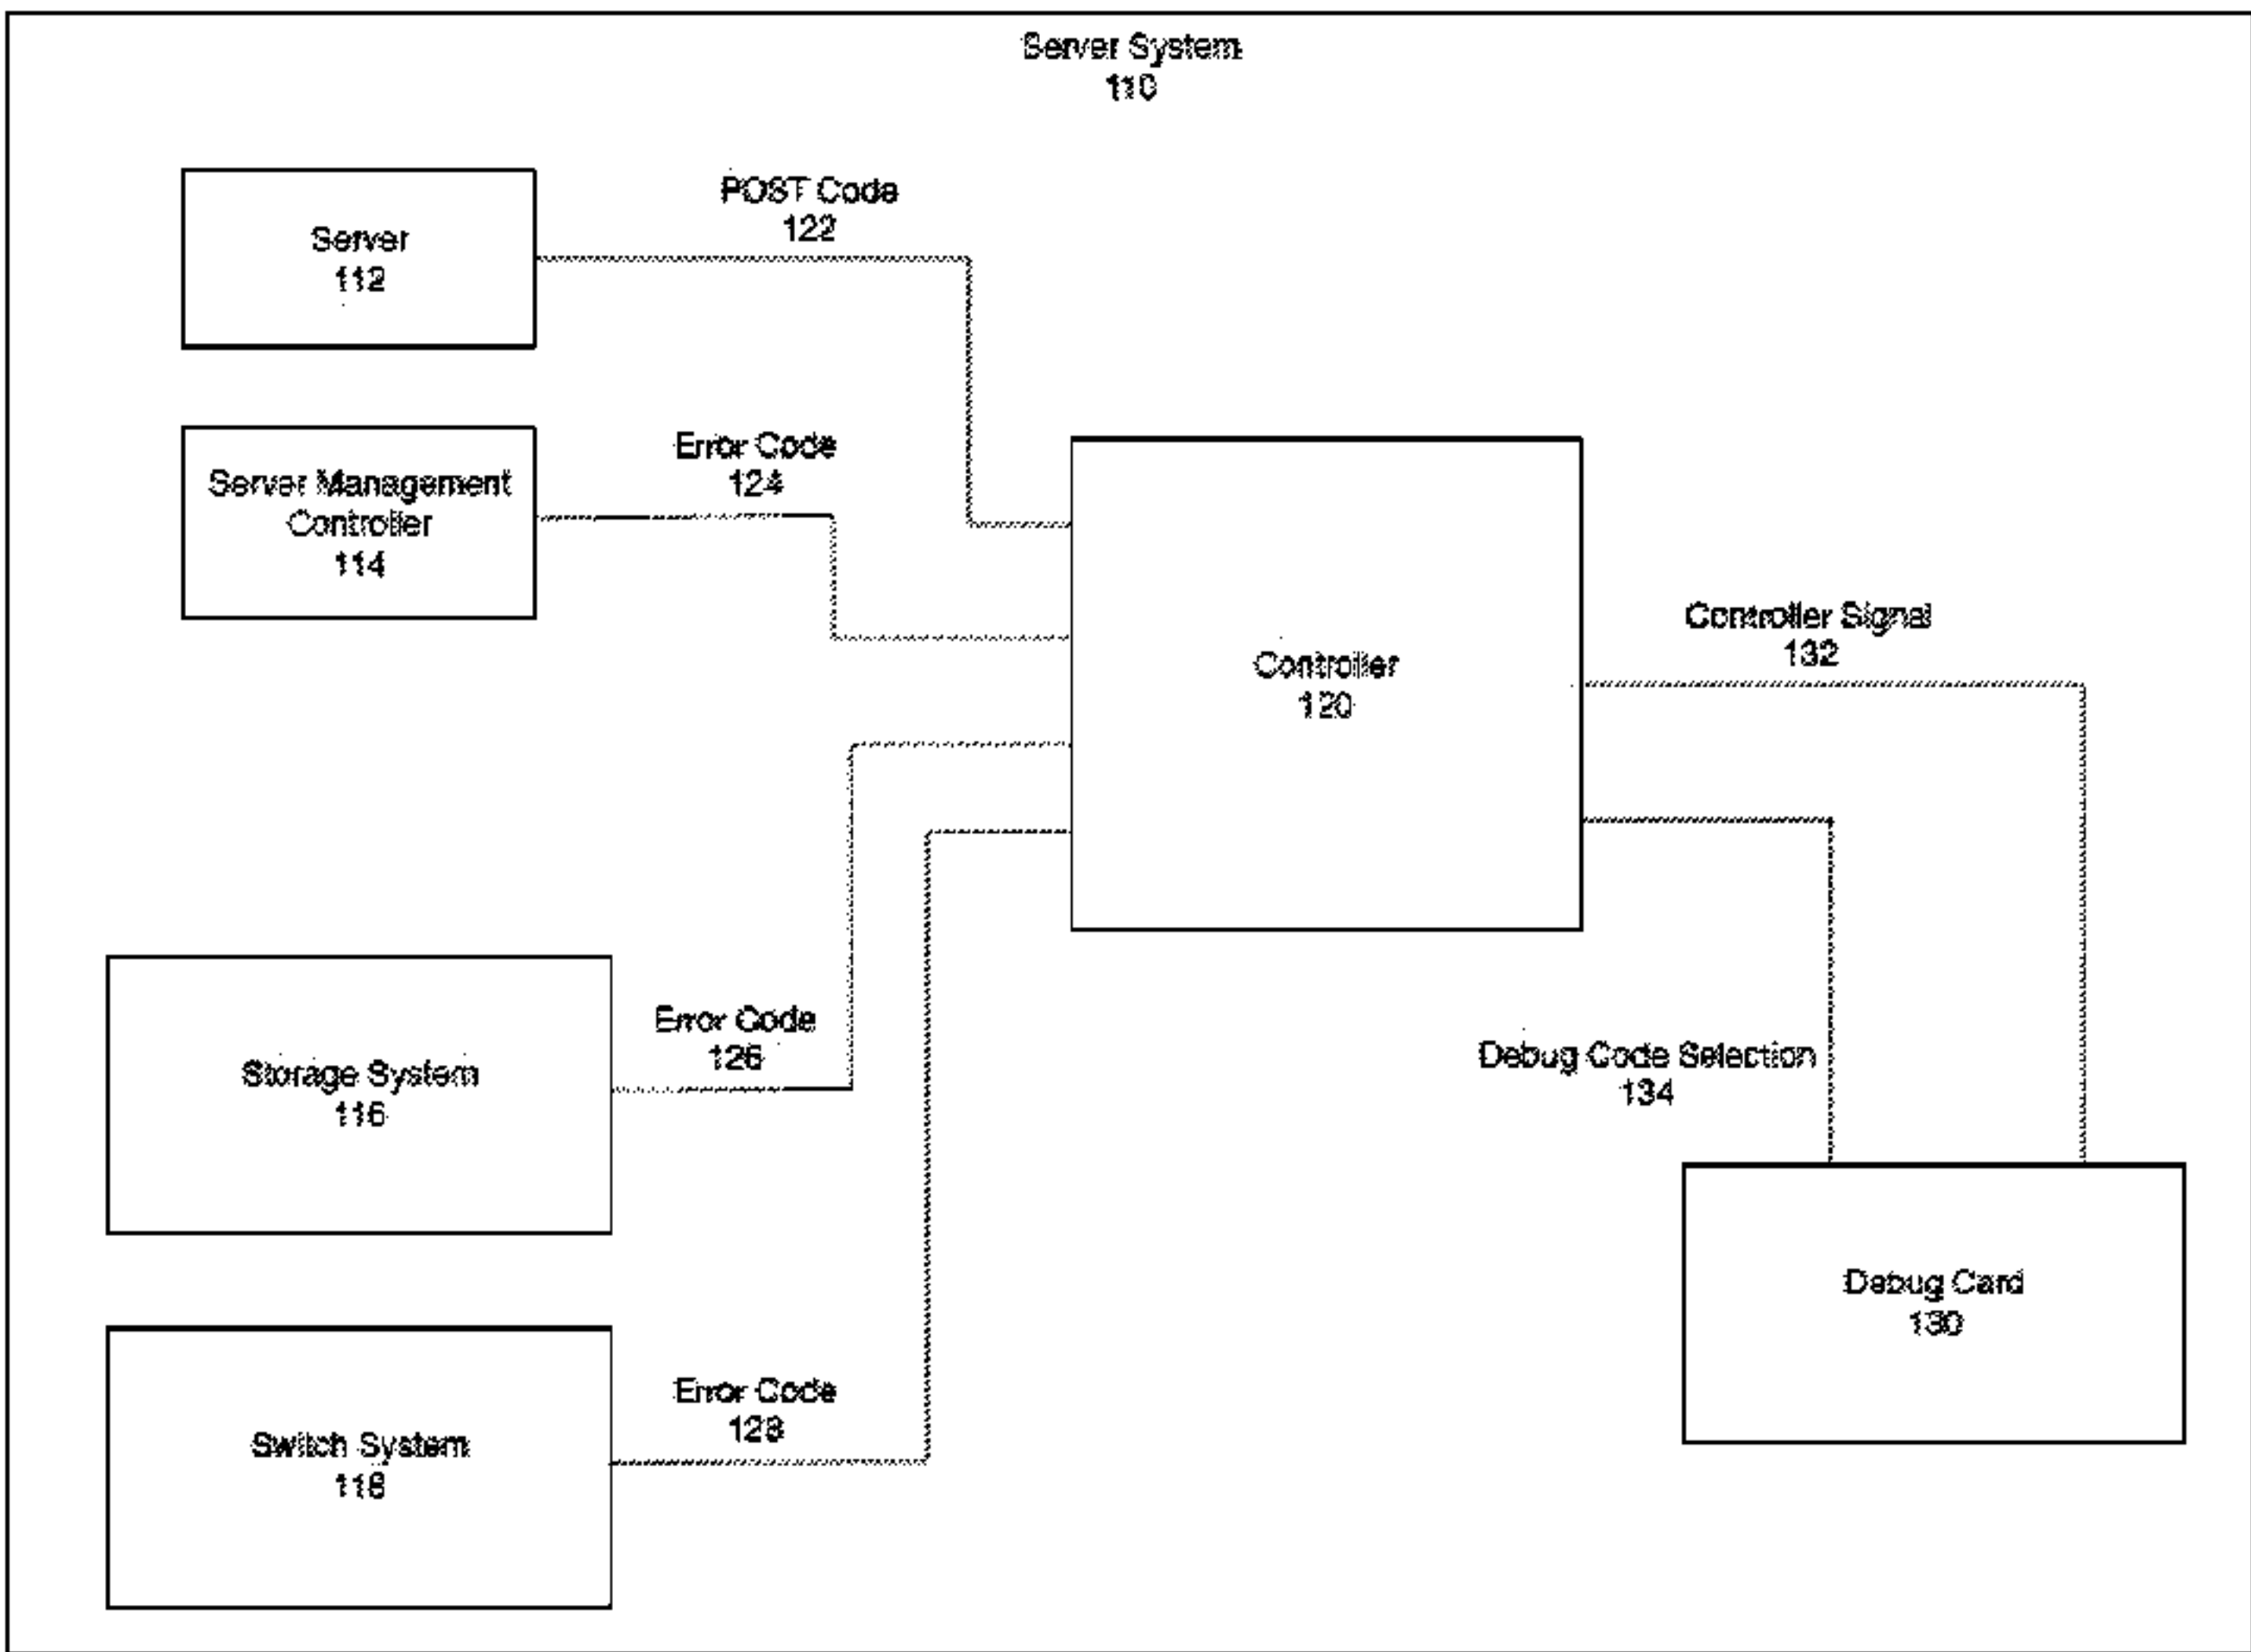 Server System
110
POST Code
122
Server
112
Error Code
124
Server Management
Controller
114
Controller Signal
132
Controller
120
Error Code
126
Storage System
116
Debug Code Selection
134
Debug Card
130
Error Code
128
Switch System
118